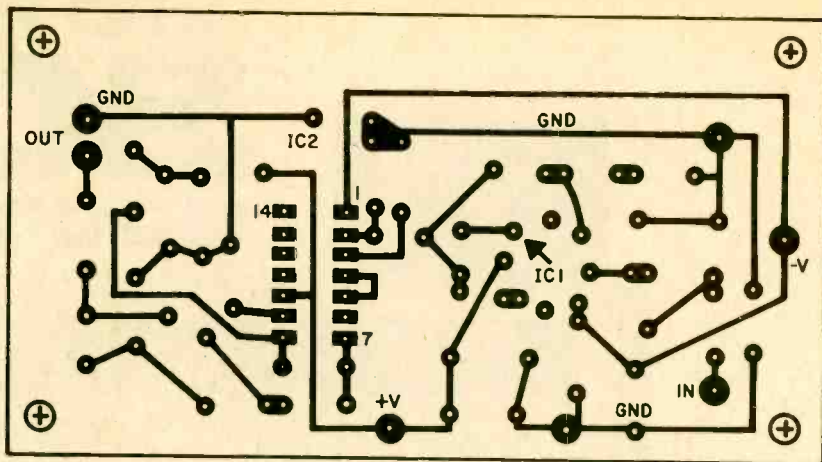 GND
OUT
IC2
GND
14
1
IC1
-V
7
+V
GND
IN